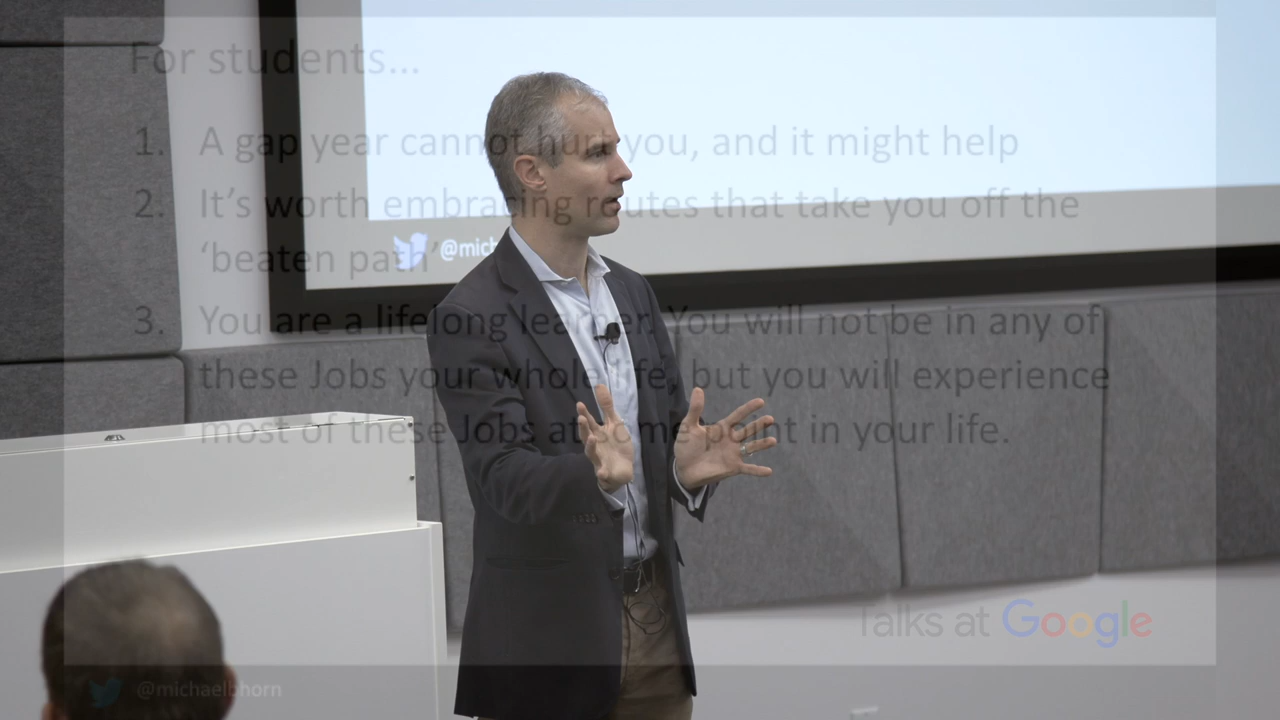 For students...
1. A gap year cannot you, and it might help
2. It's worth embracing routes that take you off the
'beaten path'
@mich
3. You are a lifelong learner. You will not be in any of
these Jobs your whole life, but you will experience
most of these Jobs at some point in your life.
Talks at Google
@michaelbhorn